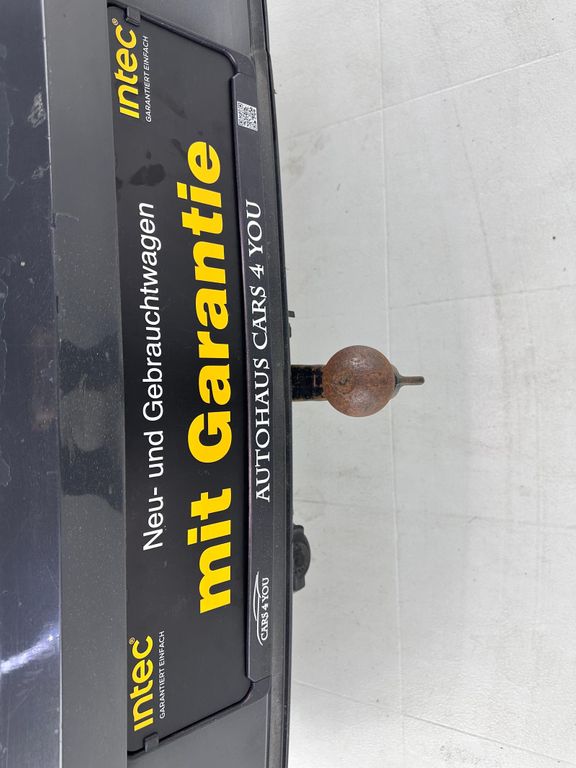 intec®
GARANTIERT EINFACH
intec®
GARANTIERT EINFACH
Neu- und Gebrauchtwagen
mit Garantie
CARS 4 YOU
AUTOHAUS CARS 4 YOU